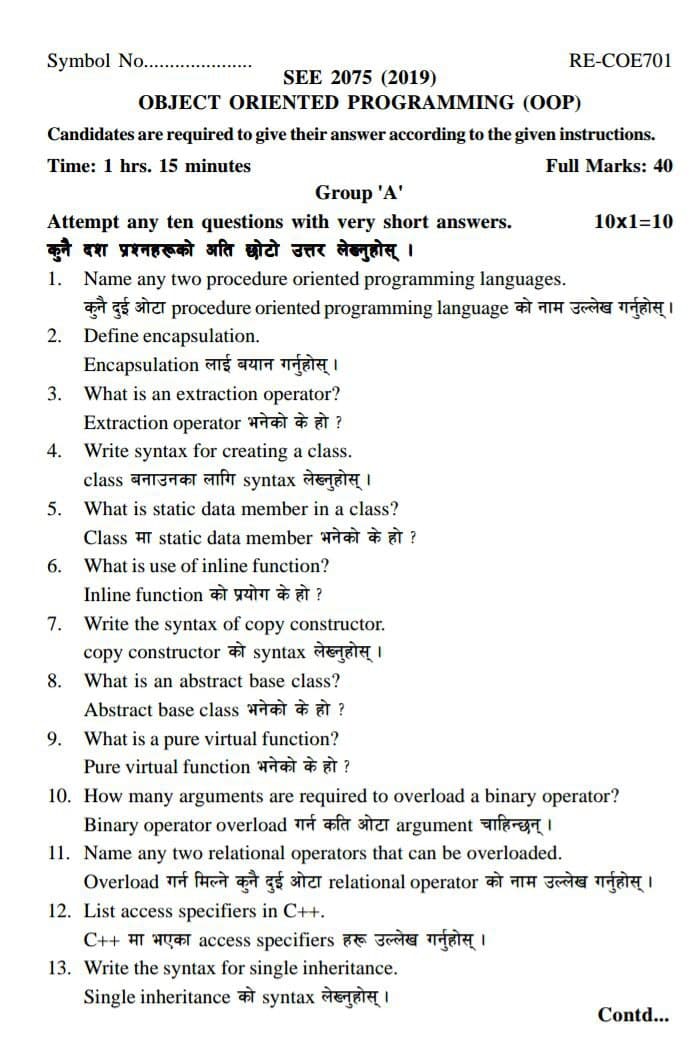 Symbol No..................... RE-COE701
SEE 2075 (2019)
OBJECT ORIENTED PROGRAMMING (OOP)
Candidates are required to give their answer according to the given instructions.
Time: 1 hrs. 15 minutes Full Marks: 40
Group 'A'
Attempt any ten questions with very short answers. 10x1=10
कुनै दश प्रश्नहरूको अति छोटो उत्तर लेख्नुहोस् ।
1. Name any two procedure oriented programming languages.
कुनै दुई ओटा procedure oriented programming language को नाम उल्लेख गर्नुहोस् ।
2. Define encapsulation.
Encapsulation लाई बयान गर्नुहोस् ।
3. What is an extraction operator?
Extraction operator भनेको के हो ?
4. Write syntax for creating a class.
class बनाउनका लागि syntax लेख्नुहोस् ।
5. What is static data member in a class?
Class मा static data member भनेको के हो ?
6. What is use of inline function?
Inline function को प्रयोग के हो ?
7. Write the syntax of copy constructor.
copy constructor को syntax लेख्नुहोस् ।
8. What is an abstract base class?
Abstract base class भनेको के हो ?
9. What is a pure virtual function?
Pure virtual function भनेको के हो ?
10. How many arguments are required to overload a binary operator?
Binary operator overload गर्न कति ओटा argument चाहिन्छन् ।
11. Name any two relational operators that can be overloaded.
Overload गर्न मिल्ने कुनै दुई ओटा relational operator को नाम उल्लेख गर्नुहोस् ।
12. List access specifiers in C++.
C++ मा भएका access specifiers हरू उल्लेख गर्नुहोस् ।
13. Write the syntax for single inheritance.
Single inheritance को syntax लेख्नुहोस् ।
Contd...